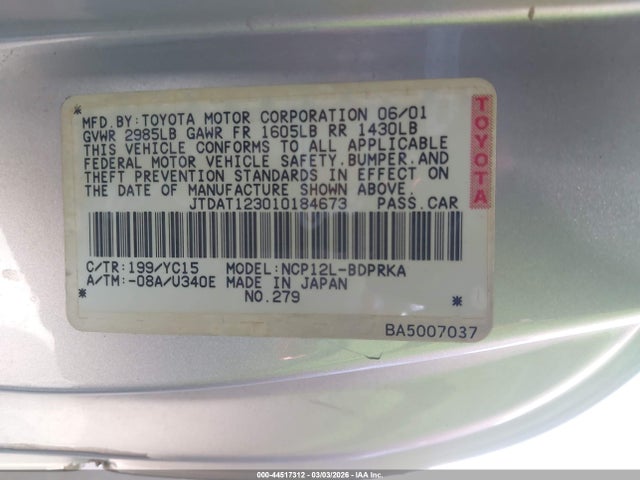 MFD.BY:TOYOTA MOTOR CORPORATION 06/01
GVWR 2985LB GAWR FR 1605LB RR 1430LB
THIS VEHICLE CONFORMS TO ALL APPLICABLE
FEDERAL MOTOR VEHICLE SAFETY.BUMPER.AND
THEFT PREVENTION STANDARDS IN EFFECT ON
THE DATE OF MANUFACTURE SHOWN ABOVE.
JTDAT123010184673 PASS.CAR
C/TR:199/YC15 MODEL:NCP12L-BDPRKA
A/TM:-08A/U340E MADE IN JAPAN
* NO.279 *
BA5007037
TOYOTA
000-44517312 - 03/03/2026 - IAAI.COM